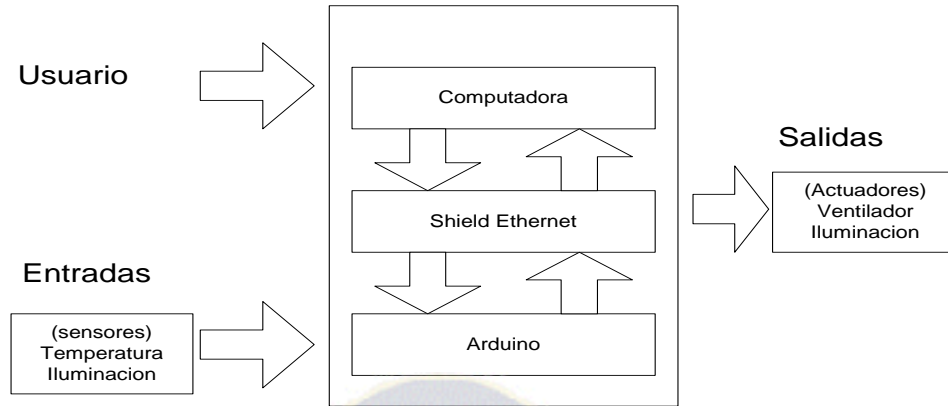 Usuario
Computadora
Shield Ethernet
Arduino
Entradas
(sensores)
Temperatura
Iluminacion
Salidas
(Actuadores)
Ventilador
Iluminacion